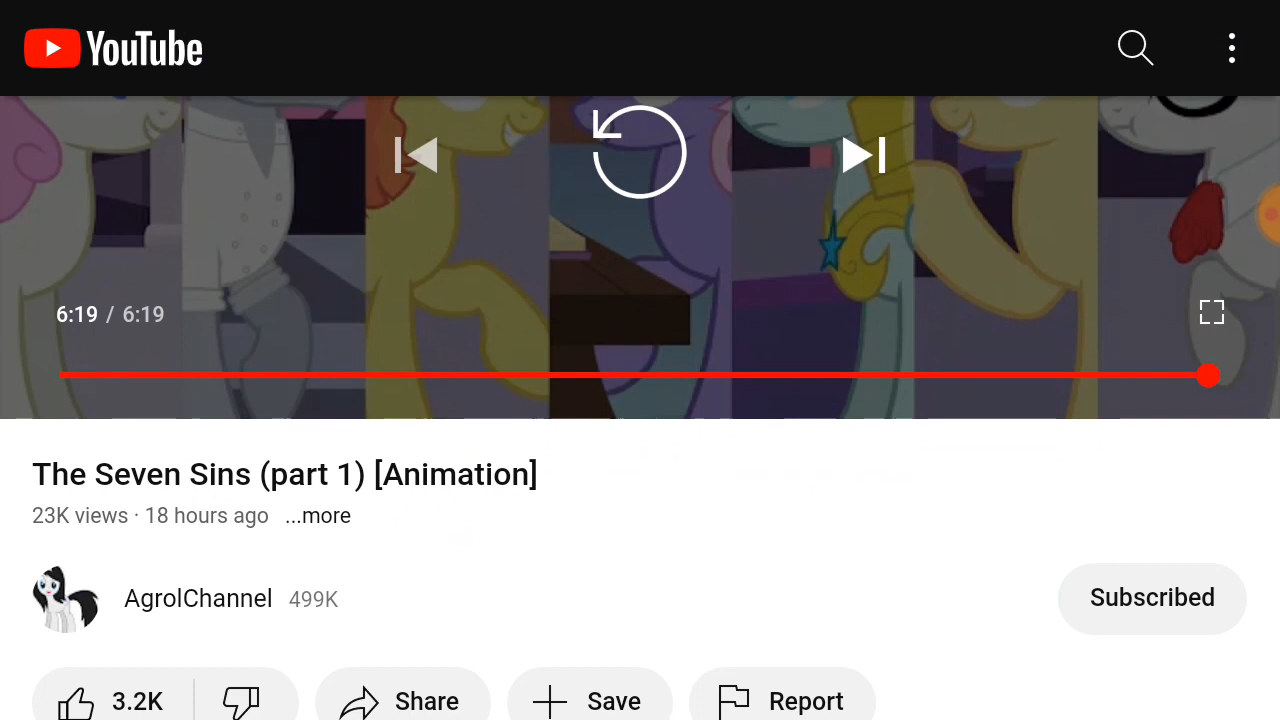 YouTube
6:19 / 6:19
The Seven Sins (part 1) [Animation]
23K views · 18 hours ago ...more
AgrolChannel 499K
Subscribed
3.2K Share Save Report